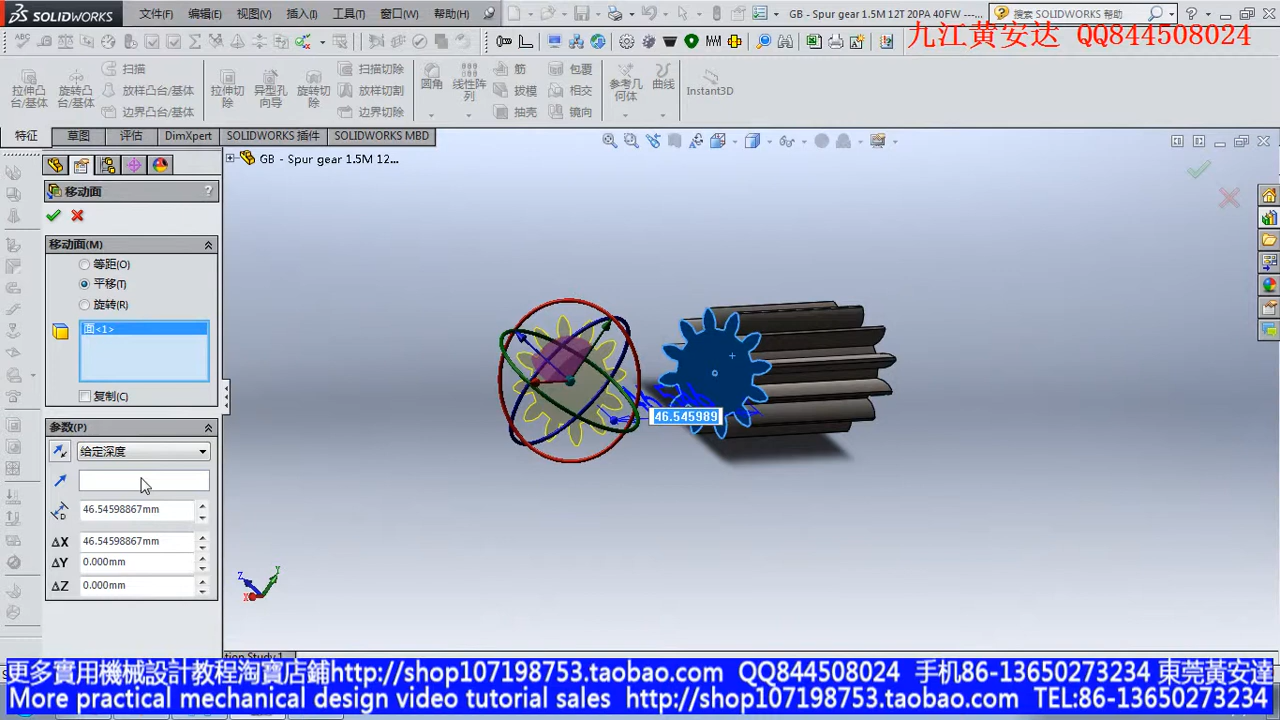 SOLIDWORKS 文件(F) 编辑(E) 视图(V) 插入(I) 工具(T) 窗口(W) 帮助(H) GB - Spur gear 1.5M 12T 20PA 40FW ---... 搜索 SOLIDWORKS 帮助
九江黄安达 QQ844508024
拉伸凸台/基体 旋转凸台/基体 扫描 放样凸台/基体 边界凸台/基体 拉伸切除 异型孔向导 旋转切除 扫描切除 放样切割 边界切除 圆角 线性阵列 筋 拔模 抽壳 包覆 相交 镜向 参考几何体 曲线 Instant3D
特征 草图 评估 DimXpert SOLIDWORKS 插件 SOLIDWORKS MBD
GB - Spur gear 1.5M 12...
移动面 ?
移动面(M)
等距(O)
平移(T)
旋转(R)
面<1>
复制(C)
46.545989
参数(P)
给定深度
46.54598867mm
ΔX 46.54598867mm
ΔY 0.000mm
ΔZ 0.000mm
Z Y
X
tion Study 1
更多實用機械設計教程淘寶店鋪http://shop107198753.taobao.com QQ844508024 手机86-13650273234 東莞黃安達
More practical mechanical design video tutorial sales http://shop107198753.taobao.com TEL:86-13650273234